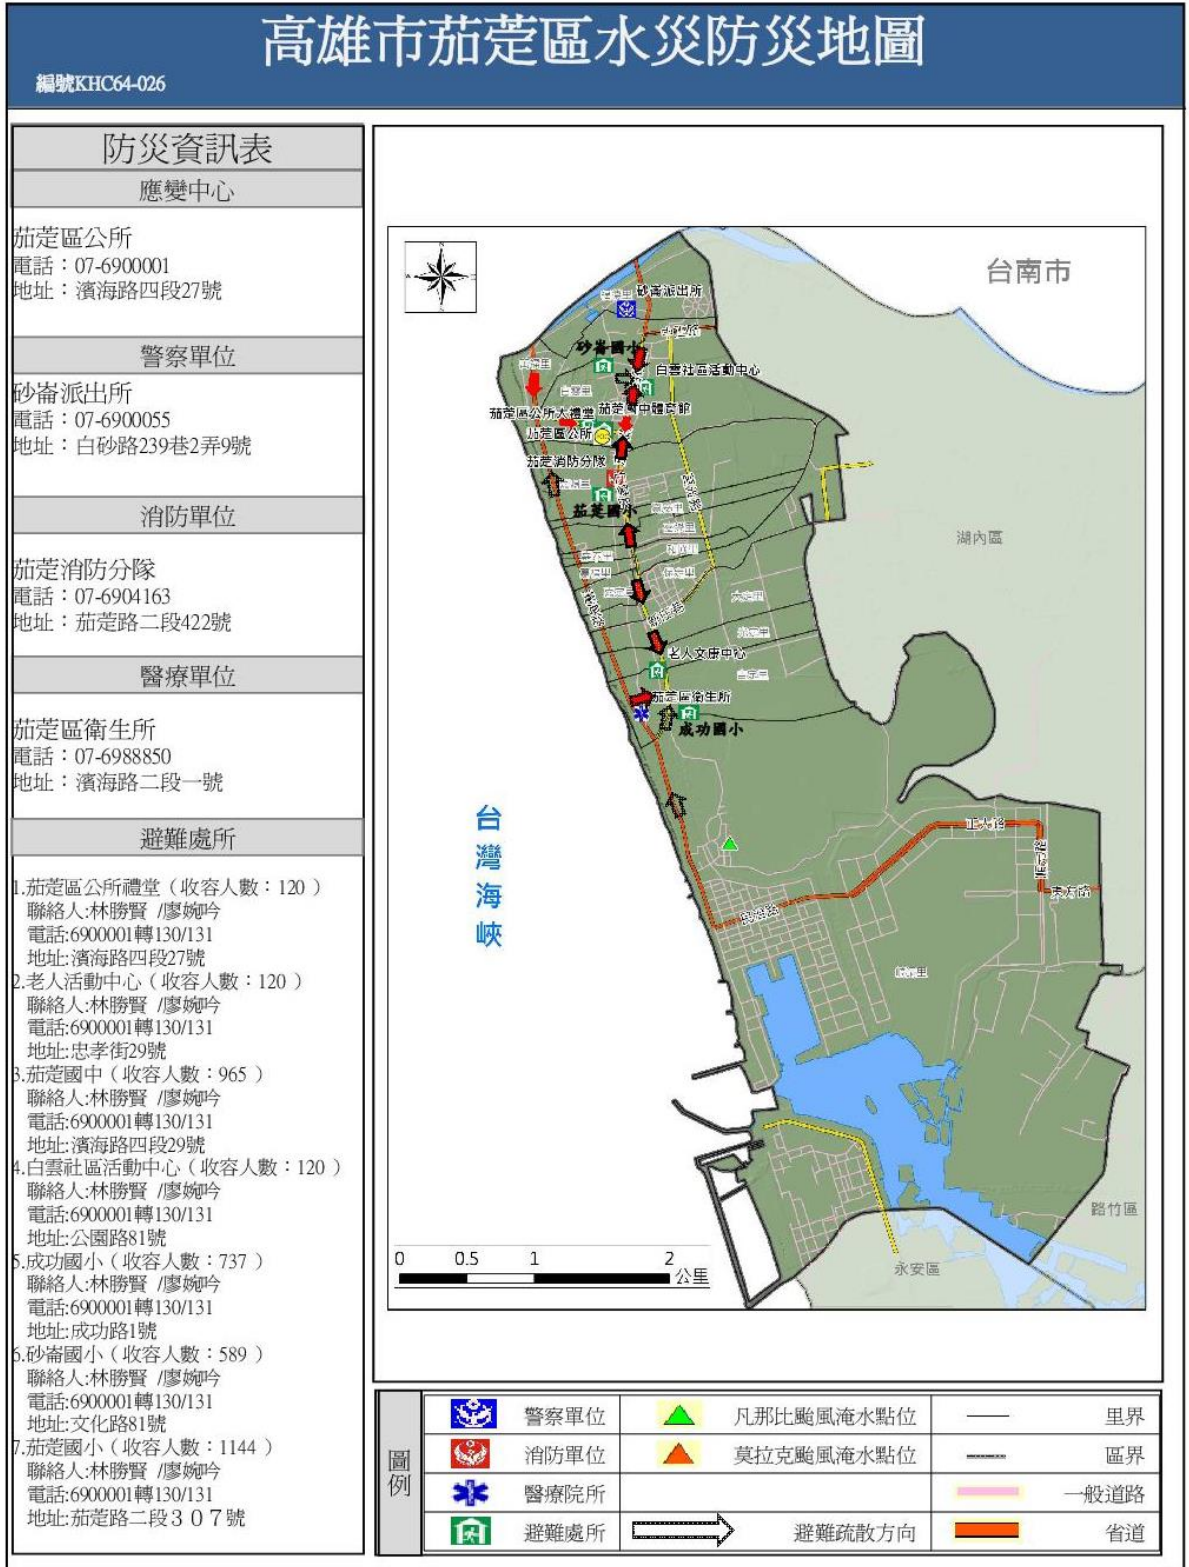 高雄市茄萣區水災防災地圖
編號KHC64-026
防災資訊表
應變中心
茄萣區公所
電話：07-6900001
地址：濱海路四段27號
警察單位
砂崙派出所
電話：07-6900055
地址：白砂路239巷2弄9號
消防單位
茄萣消防分隊
電話：07-6904163
地址：茄萣路二段422號
醫療單位
茄萣區衛生所
電話：07-6988850
地址：濱海路二段一號
避難處所
1.茄萣區公所禮堂（收容人數：120）
聯絡人:林勝賢 /廖婉吟
電話:6900001轉130/131
地址:濱海路四段27號
2.老人活動中心（收容人數：120）
聯絡人:林勝賢 /廖婉吟
電話:6900001轉130/131
地址:忠孝街29號
3.茄萣國中（收容人數：965）
聯絡人:林勝賢 /廖婉吟
電話:6900001轉130/131
地址:濱海路四段29號
4.白雲社區活動中心（收容人數：120）
聯絡人:林勝賢 /廖婉吟
電話:6900001轉130/131
地址:公園路81號
5.成功國小（收容人數：737）
聯絡人:林勝賢 /廖婉吟
電話:6900001轉130/131
地址:成功路1號
6.砂崙國小（收容人數：589）
聯絡人:林勝賢 /廖婉吟
電話:6900001轉130/131
地址:文化路81號
7.茄萣國小（收容人數：1144）
聯絡人:林勝賢 /廖婉吟
電話:6900001轉130/131
地址:茄萣路二段３０７號
台南市
砂崙派出所
砂崙國小
白雲社區活動中心
茄萣區公所大禮堂
茄萣國中體育館
茄萣區公所
茄萣消防分隊
茄萣國小
湖內區
老人文康中心
茄萣區衛生所
成功國小
台灣海峽
正大路
東方路
民治路
路竹區
永安區
0 0.5 1 2 公里
圖例
警察單位
凡那比颱風淹水點位
里界
消防單位
莫拉克颱風淹水點位
區界
醫療院所
一般道路
避難處所
避難疏散方向
省道